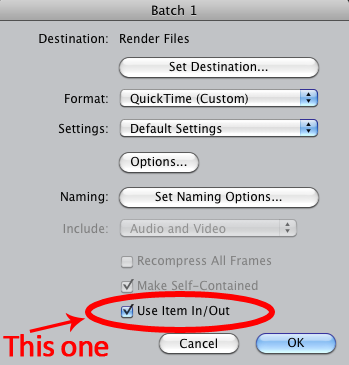 Batch 1
Destination: Render Files
Set Destination...
Format: QuickTime (Custom)
Settings: Default Settings
Options...
Naming: Set Naming Options...
Include: Audio and Video
Recompress All Frames
Make Self-Contained
Use Item In/Out
This one
Cancel OK